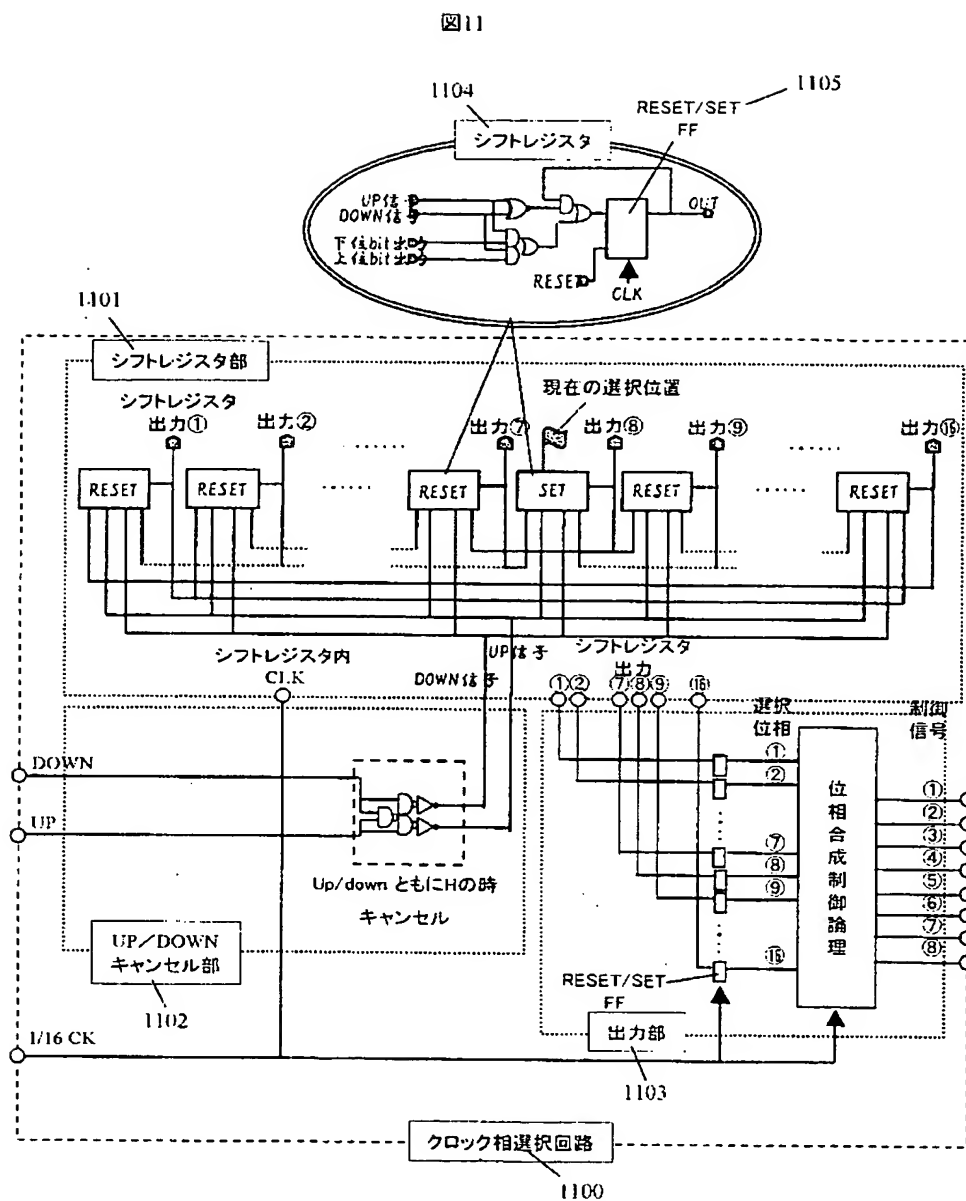 図11
1104
1105
シフトレジスタ
RESET/SET
FF
UP信号
DOWN信号
下位bit出力
上位bit出力
OUT
RESET
CLK
1101
シフトレジスタ部
現在の選択位置
シフトレジスタ
出力①
出力②
出力⑦
出力⑧
出力⑨
出力⑯
RESET
RESET
RESET
SET
RESET
RESET
UP信号
DOWN信号
シフトレジスタ内
CLK
シフトレジスタ
出力
① ② ⑦ ⑧ ⑨ ⑯
選択
位相
制御
信号
DOWN
UP
Up/down ともにHの時
キャンセル
UP/DOWN
キャンセル部
1102
①
②
⑦
⑧
⑨
⑯
位相合成制御論理
①
②
③
④
⑤
⑥
⑦
⑧
RESET/SET
FF
出力部
1103
1/16 CK
クロック相選択回路
1100